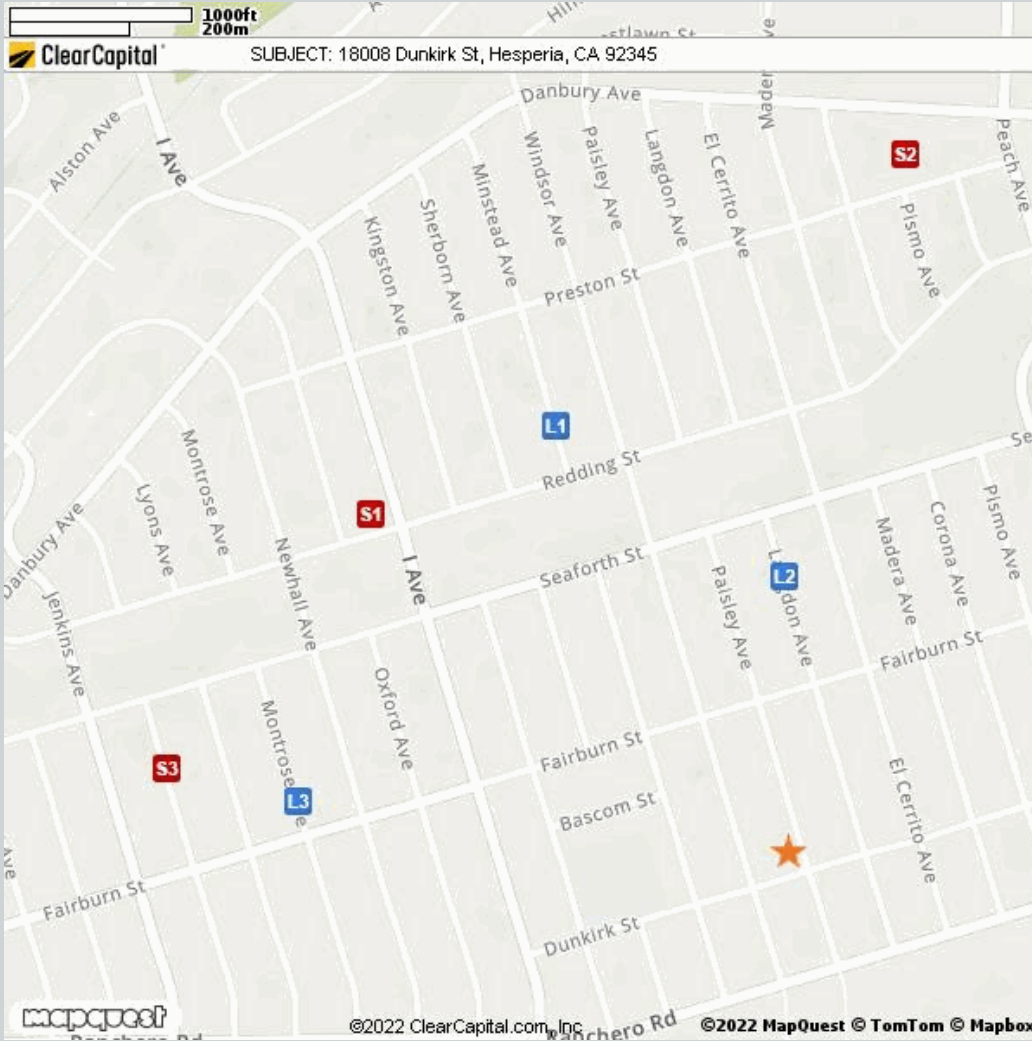 1000ft
200m
ClearCapital
SUBJECT: 18008 Dunkirk St, Hesperia, CA 92345
Danbury Ave
Alston Ave
I Ave
S2
Peach Ave
Windsor Ave
Paisley Ave
Langdon Ave
El Cerrito Ave
Minstead Ave
Sherborn Ave
Kingston Ave
Pismo Ave
Preston St
L1
Redding St
Montrose Ave
Lyons Ave
Danbury Ave
S1
I Ave
Newhall Ave
Seaforth St
Jenkins Ave
Paisley Ave
L2
Madera Ave
Corona Ave
Pismo Ave
Fairburn St
Oxford Ave
S3
L3
Fairburn St
Bascom St
El Cerrito Ave
Fairburn St
Dunkirk St
Ranchero Rd
mapquest
©2022 ClearCapital.com, Inc
©2022 MapQuest © TomTom © Mapbox